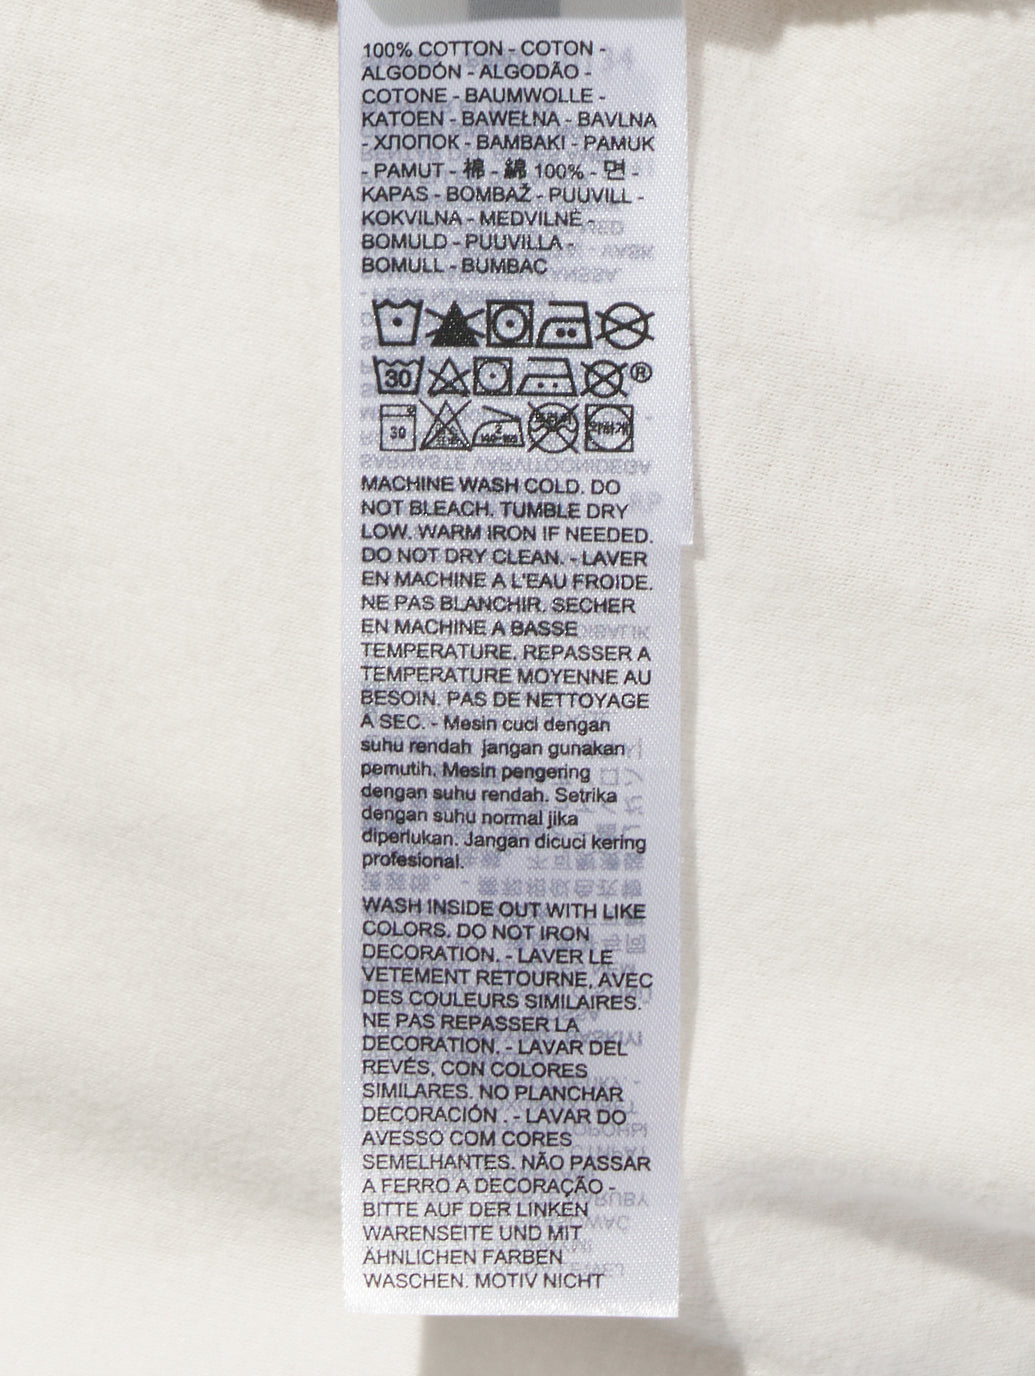 100% COTTON - COTON -
ALGODÓN - ALGODÃO -
COTONE - BAUMWOLLE -
KATOEN - BAWEŁNA - BAVLNA
- ХЛОПОК - BAMBAKI - PAMUK
- PAMUT - 棉 - 綿 100% - 면 -
KAPAS - BOMBAŽ - PUUVILL -
KOKVILNA - MEDVILNĖ -
BOMULD - PUUVILLA -
BOMULL - BUMBAC
30 ®
30 2
MACHINE WASH COLD. DO
NOT BLEACH. TUMBLE DRY
LOW. WARM IRON IF NEEDED.
DO NOT DRY CLEAN. - LAVER
EN MACHINE A L'EAU FROIDE.
NE PAS BLANCHIR. SECHER
EN MACHINE A BASSE
TEMPERATURE. REPASSER A
TEMPERATURE MOYENNE AU
BESOIN. PAS DE NETTOYAGE
A SEC. - Mesin cuci dengan
suhu rendah jangan gunakan
pemutih. Mesin pengering
dengan suhu rendah. Setrika
dengan suhu normal jika
diperlukan. Jangan dicuci kering
profesional.
WASH INSIDE OUT WITH LIKE
COLORS. DO NOT IRON
DECORATION. - LAVER LE
VETEMENT RETOURNE, AVEC
DES COULEURS SIMILAIRES.
NE PAS REPASSER LA
DECORATION. - LAVAR DEL
REVÉS, CON COLORES
SIMILARES. NO PLANCHAR
DECORACIÓN . - LAVAR DO
AVESSO COM CORES
SEMELHANTES. NÃO PASSAR
A FERRO A DECORAÇÃO -
BITTE AUF DER LINKEN
WARENSEITE UND MIT
ÄHNLICHEN FARBEN
WASCHEN. MOTIV NICHT